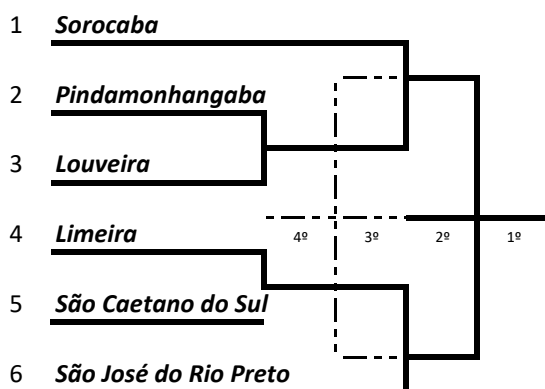 1 Sorocaba
2 Pindamonhangaba
3 Louveira
4 Limeira
4º 3º 2º 1º
5 São Caetano do Sul
6 São José do Rio Preto